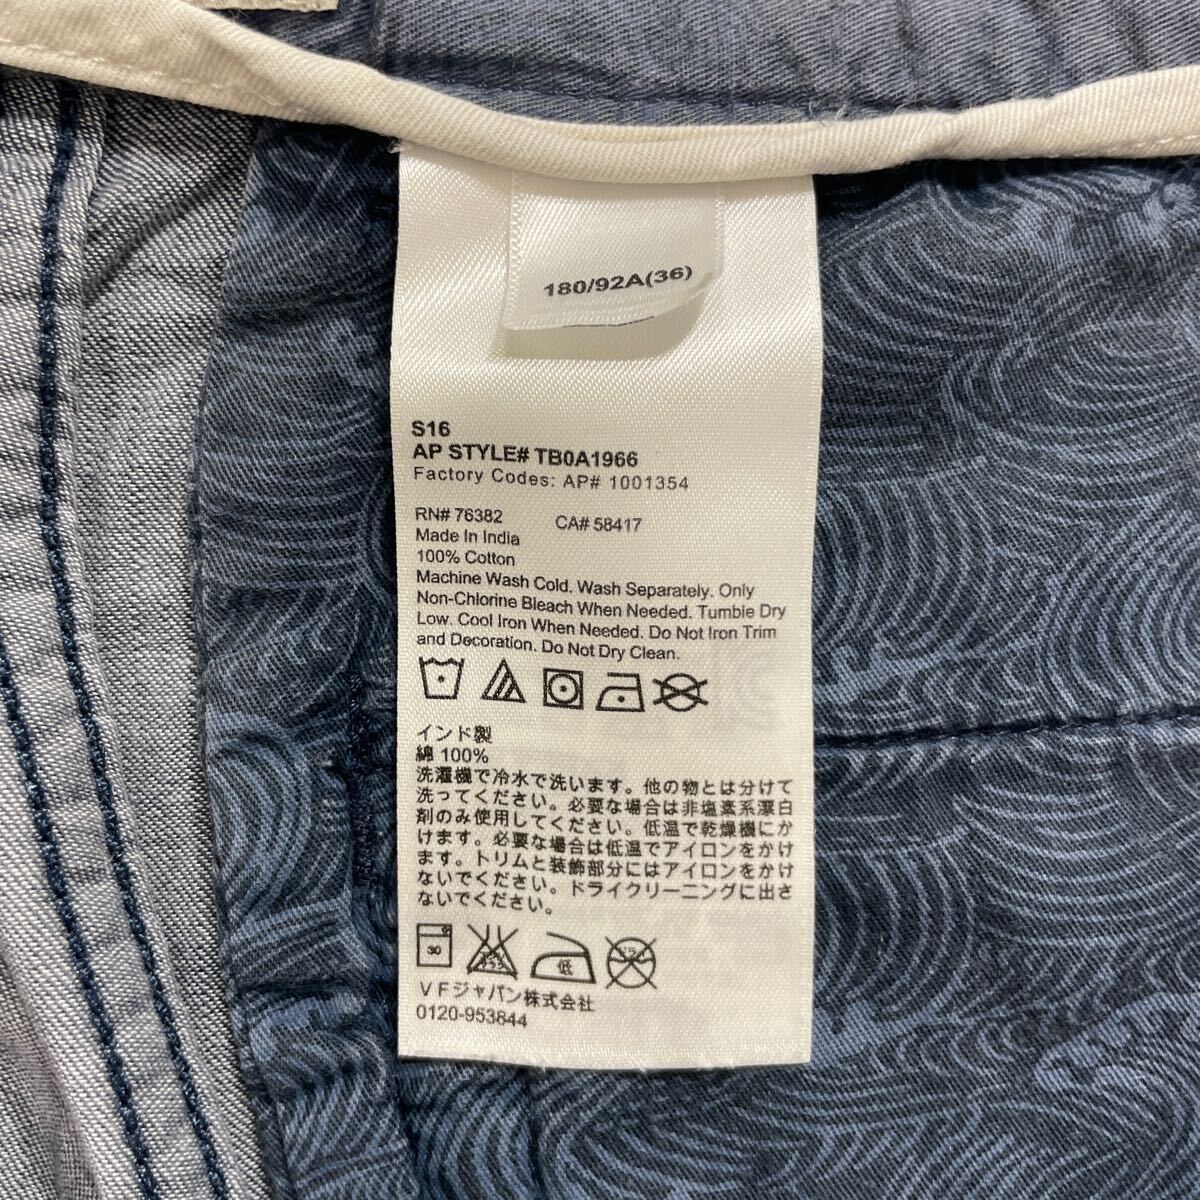 180/92A(36)
S16
AP STYLE# TB0A1966
Factory Codes: AP# 1001354
RN# 76382 CA# 58417
Made In India
100% Cotton
Machine Wash Cold. Wash Separately. Only
Non-Chlorine Bleach When Needed. Tumble Dry
Low. Cool Iron When Needed. Do Not Iron Trim
and Decoration. Do Not Dry Clean.
インド製
綿 100%
洗濯機で冷水で洗います。他の物とは分けて
洗ってください。必要な場合は非塩素系漂白
剤のみ使用してください。低温で乾燥機にか
けます。必要な場合は低温でアイロンをかけ
ます。トリムと装飾部分にはアイロンをかけ
ないでください。ドライクリーニングに出さ
ないでください。
30
低
ＶＦジャパン株式会社
0120-953844